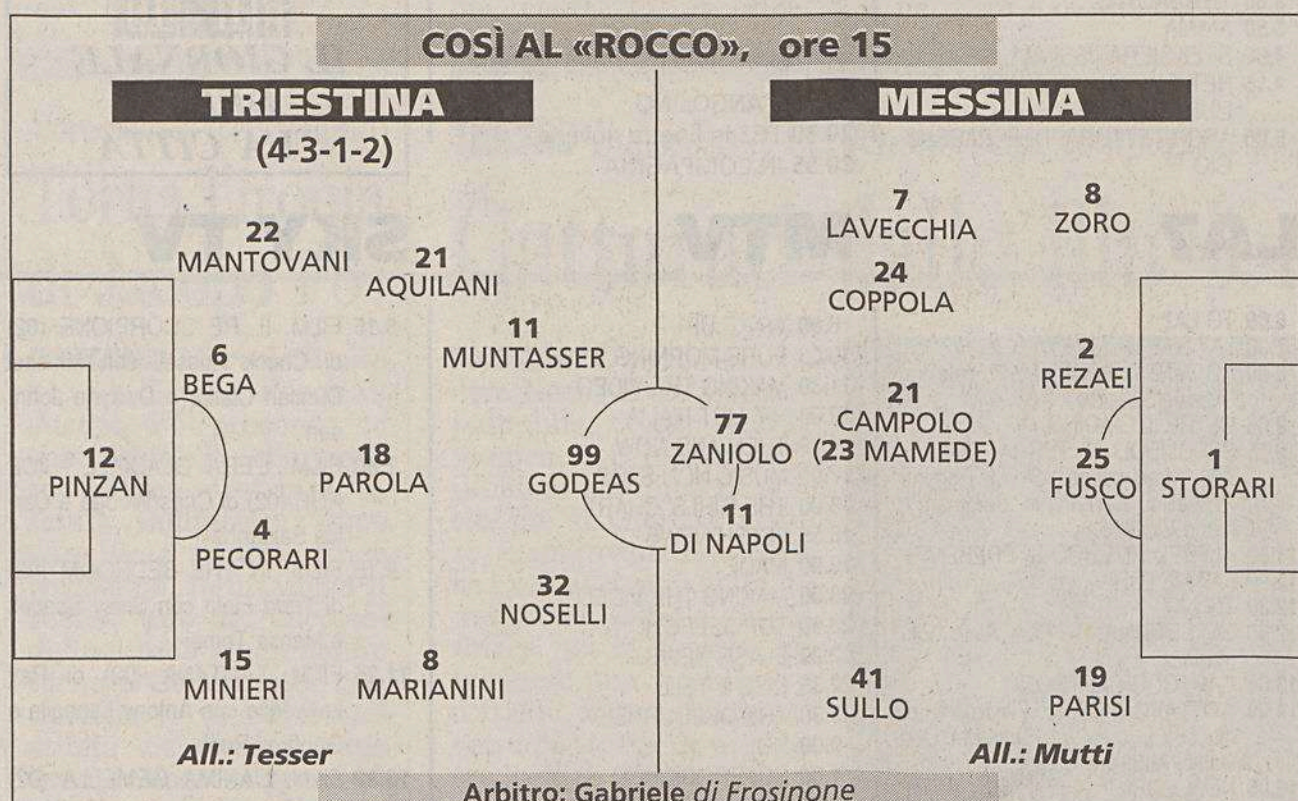 COSÌ AL «ROCCO», ore 15
TRIESTINA
(4-3-1-2)
22
MANTOVANI
21
AQUILANI
11
MUNTASSER
6
BEGA
12
PINZAN
18
PAROLA
99
GODEAS
4
PECORARI
32
NOSELLI
15
MINIERI
8
MARIANINI
All.: Tesser
MESSINA
7
LAVECCHIA
8
ZORO
24
COPPOLA
2
REZAEI
21
CAMPOLO
(23 MAMEDE)
77
ZANIOLO
25
FUSCO
1
STORARI
11
DI NAPOLI
41
SULLO
19
PARISI
All.: Mutti
Arbitro: Gabriele di Frosinone